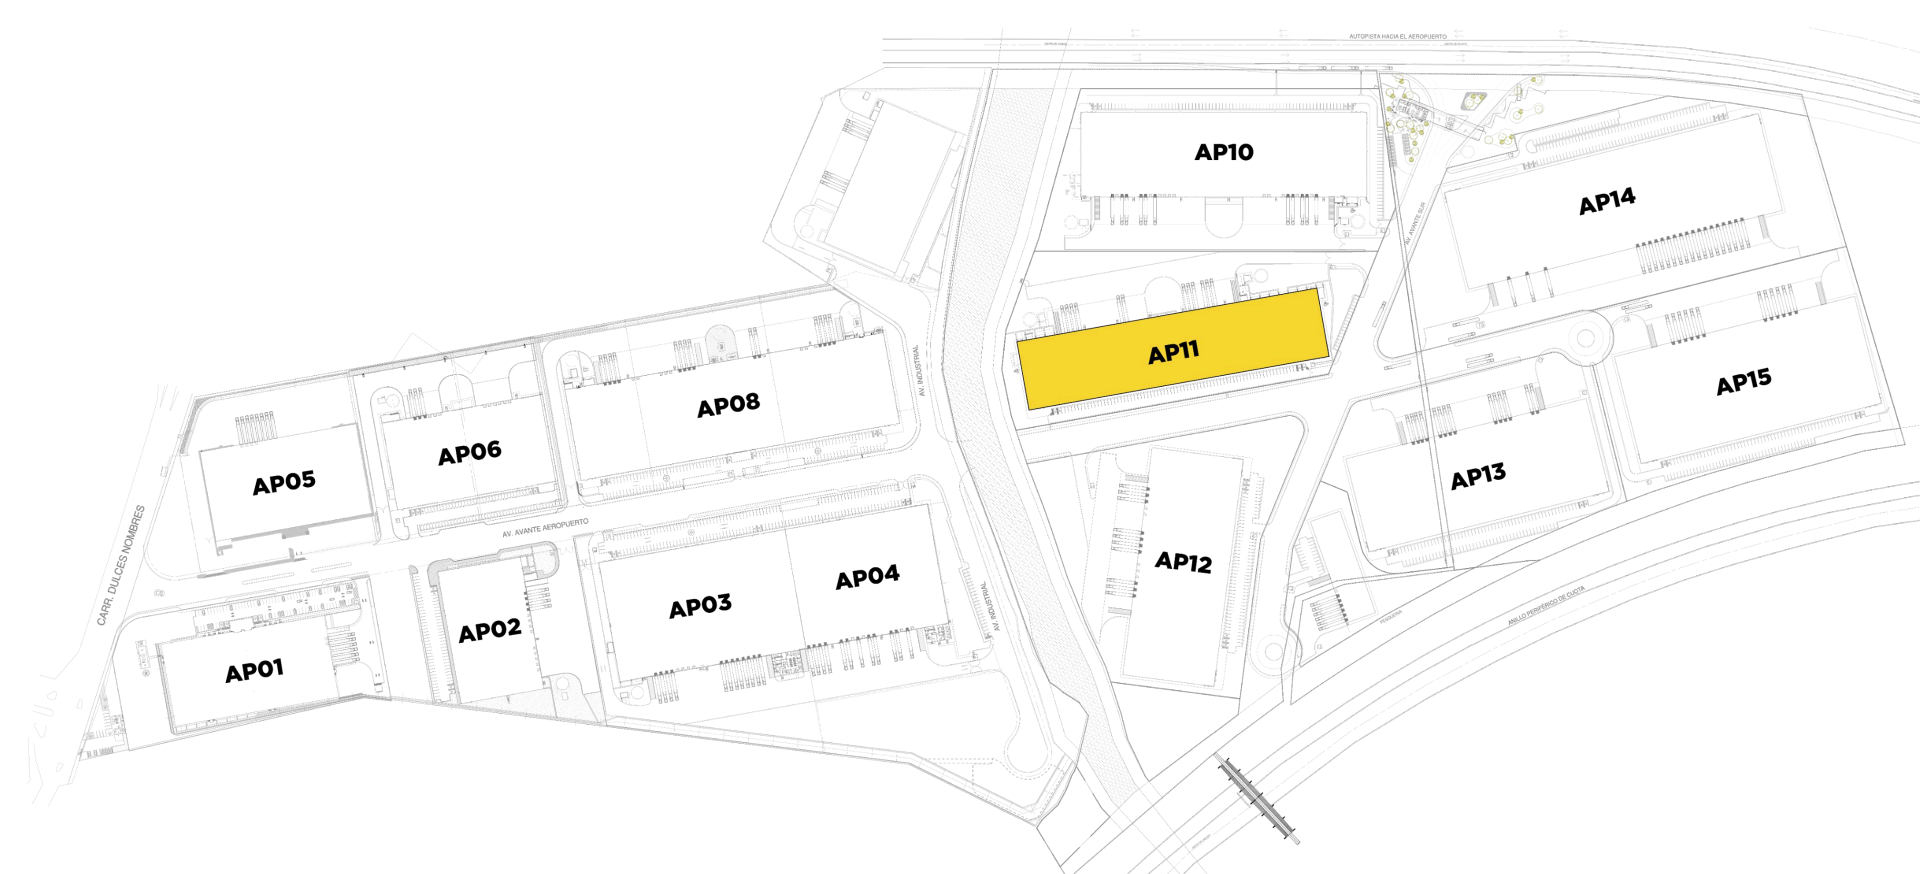 AUTOPISTA HACIA EL AEROPUERTO
AP10
AP14
AV. AVANTE SUR
AP11
AP15
AV. INDUSTRIAL
AP08
AP06
AP05
AP13
CARR. DULCES NOMBRES
AV. AVANTE AEROPUERTO
AP12
AP04
AP03
AV. INDUSTRIAL
AP02
AP01
ANILLO PERIFÉRICO DE CUOTA